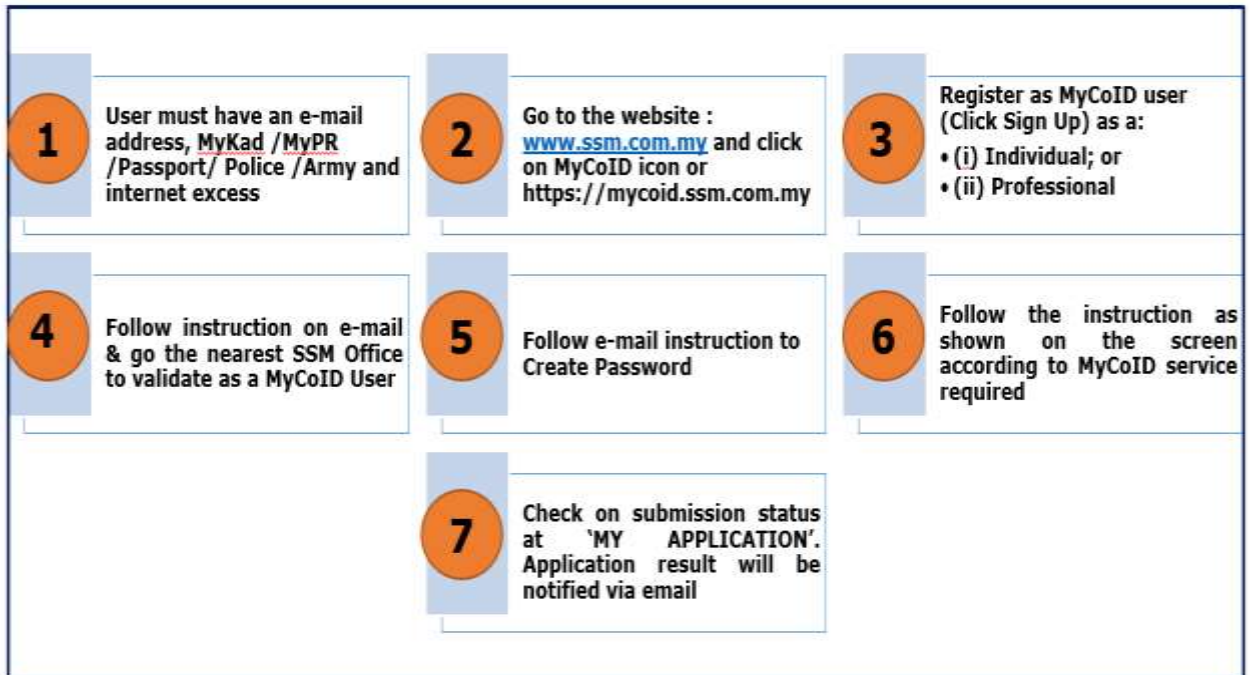 1
User must have an e-mail
address, MyKad /MyPR
/Passport/ Police /Army and
internet excess
2
Go to the website :
www.ssm.com.my and click
on MyCoID icon or
https://mycoid.ssm.com.my
3
Register as MyCoID user
(Click Sign Up) as a:
• (i) Individual; or
• (ii) Professional
4
Follow instruction on e-mail
& go the nearest SSM Office
to validate as a MyCoID User
5
Follow e-mail instruction to
Create Password
6
Follow the instruction as
shown on the screen
according to MyCoID service
required
7
Check on submission status
at ‘MY APPLICATION’.
Application result will be
notified via email